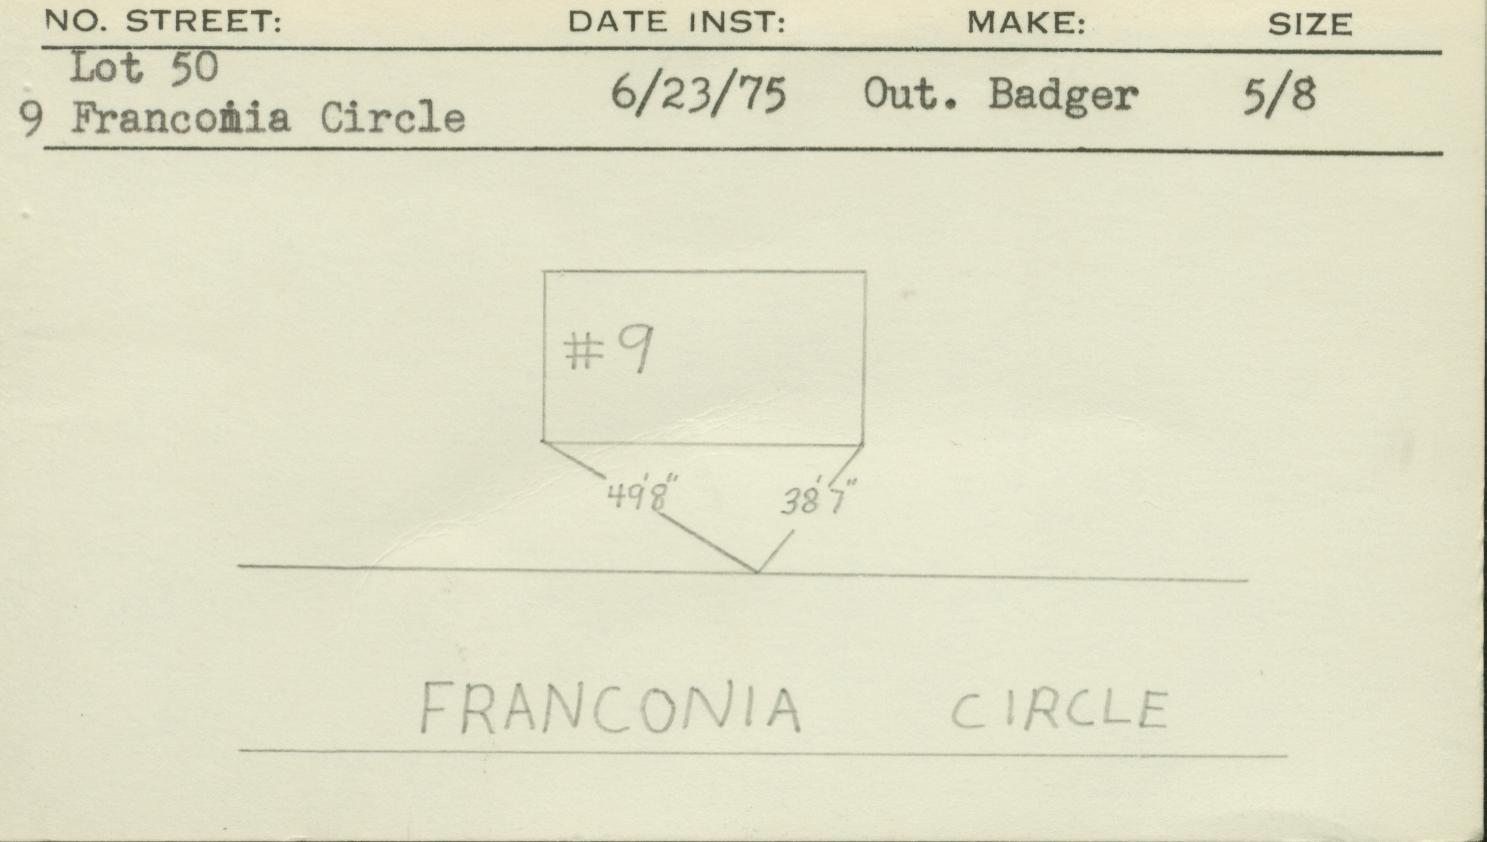 NO. STREET: DATE INST: MAKE: SIZE
Lot 50
9 Franconia Circle 6/23/75 Out. Badger 5/8
#9
49'8" 38'7"
FRANCONIA CIRCLE